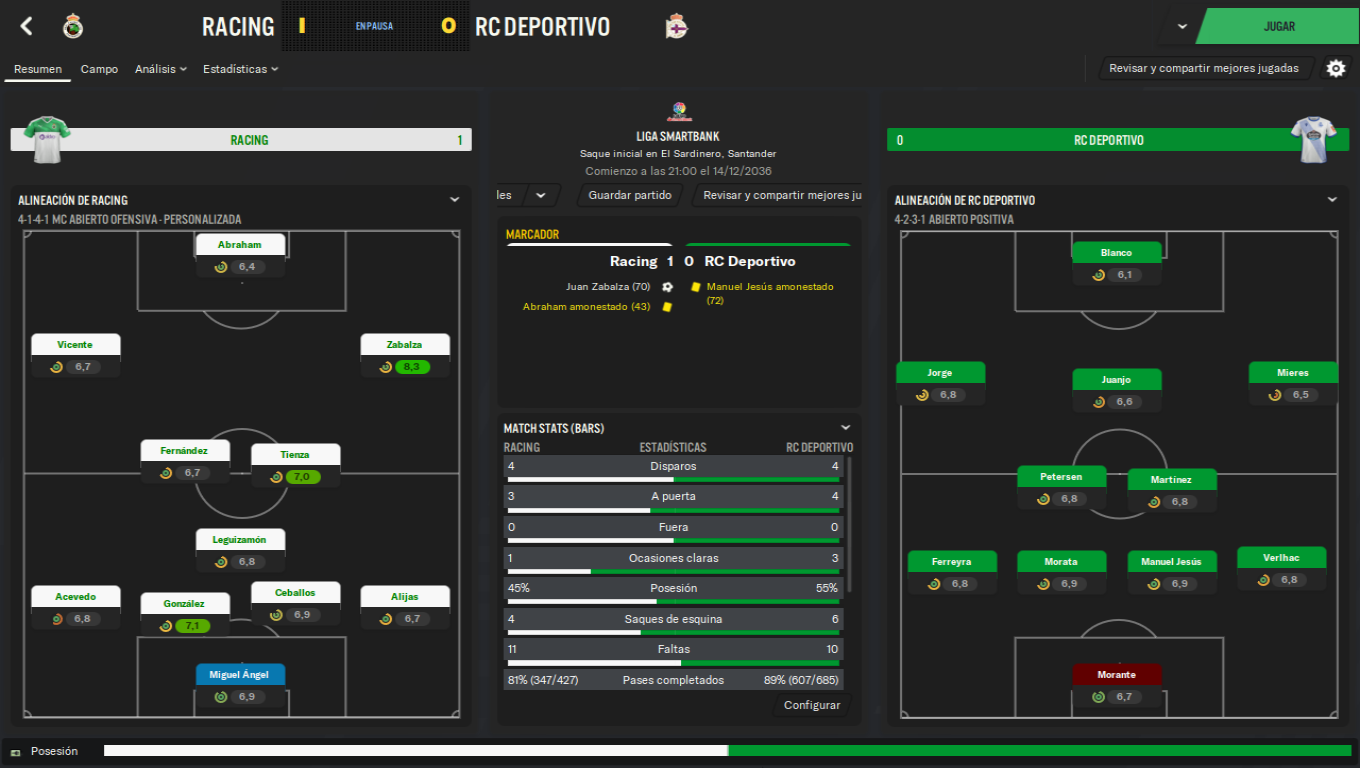 RACING
1
EN PAUSA
0
RC DEPORTIVO
JUGAR
Resumen
Campo
Análisis
Estadísticas
Revisar y compartir mejores jugadas
RACING
1
LIGA SMARTBANK
Saque inicial en El Sardinero, Santander
Comienzo a las 21:00 el 14/12/2036
0
RC DEPORTIVO
les
Guardar partido
Revisar y compartir mejores ju
ALINEACIÓN DE RACING
4-1-4-1 MC ABIERTO OFENSIVA - PERSONALIZADA
Abraham
6,4
Vicente
6,7
Zabalza
8,3
Fernández
6,7
Tienza
7,0
Leguizamón
6,8
Acevedo
6,8
González
7,1
Ceballos
6,9
Alijas
6,7
Miguel Ángel
6,9
MARCADOR
Racing 1 0 RC Deportivo
Juan Zabalza (70)
Manuel Jesús amonestado
(72)
Abraham amonestado (43)
MATCH STATS (BARS)
RACING ESTADÍSTICAS RC DEPORTIVO
4 Disparos 4
3 A puerta 4
0 Fuera 0
1 Ocasiones claras 3
45% Posesión 55%
4 Saques de esquina 6
11 Faltas 10
81% (347/427) Pases completados 89% (607/685)
Configurar
ALINEACIÓN DE RC DEPORTIVO
4-2-3-1 ABIERTO POSITIVA
Blanco
6,1
Jorge
6,8
Juanjo
6,6
Mieres
6,5
Petersen
6,8
Martínez
6,8
Ferreyra
6,8
Morata
6,9
Manuel Jesús
6,9
Verlhac
6,8
Morante
6,7
Posesión